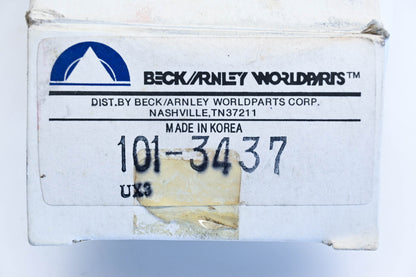 BECK/ARNLEY WORLDPARTS™
DIST.BY BECK/ARNLEY WORLDPARTS CORP.
NASHVILLE,TN37211
MADE IN KOREA
101-3437
UX3